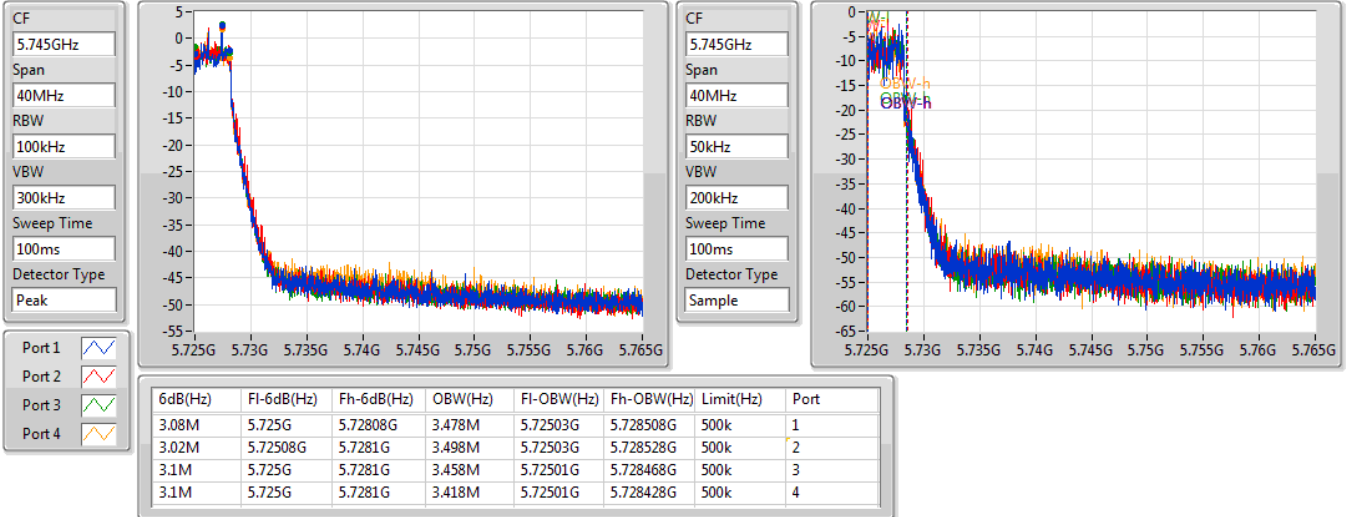 CF
5.745GHz
Span
40MHz
RBW
100kHz
VBW
300kHz
Sweep Time
100ms
Detector Type
Peak
5-
0-
-5-
-10-
-15-
-20-
-25-
-30-
-35-
-40-
-45-
-50-
-55-
5.725G 5.73G 5.735G 5.74G 5.745G 5.75G 5.755G 5.76G 5.765G
CF
5.745GHz
Span
40MHz
RBW
50kHz
VBW
200kHz
Sweep Time
100ms
Detector Type
Sample
0-
-5-
-10-
-15-
-20-
-25-
-30-
-35-
-40-
-45-
-50-
-55-
-60-
-65-
OBW-h
OBW-h
5.725G 5.73G 5.735G 5.74G 5.745G 5.75G 5.755G 5.76G 5.765G
Port 1
Port 2
Port 3
Port 4
6dB(Hz) Fl-6dB(Hz) Fh-6dB(Hz) OBW(Hz) Fl-OBW(Hz) Fh-OBW(Hz) Limit(Hz) Port
3.08M 5.725G 5.72808G 3.478M 5.72503G 5.728508G 500k 1
3.02M 5.72508G 5.7281G 3.498M 5.72503G 5.728528G 500k 2
3.1M 5.725G 5.7281G 3.458M 5.72501G 5.728468G 500k 3
3.1M 5.725G 5.7281G 3.418M 5.72501G 5.728428G 500k 4